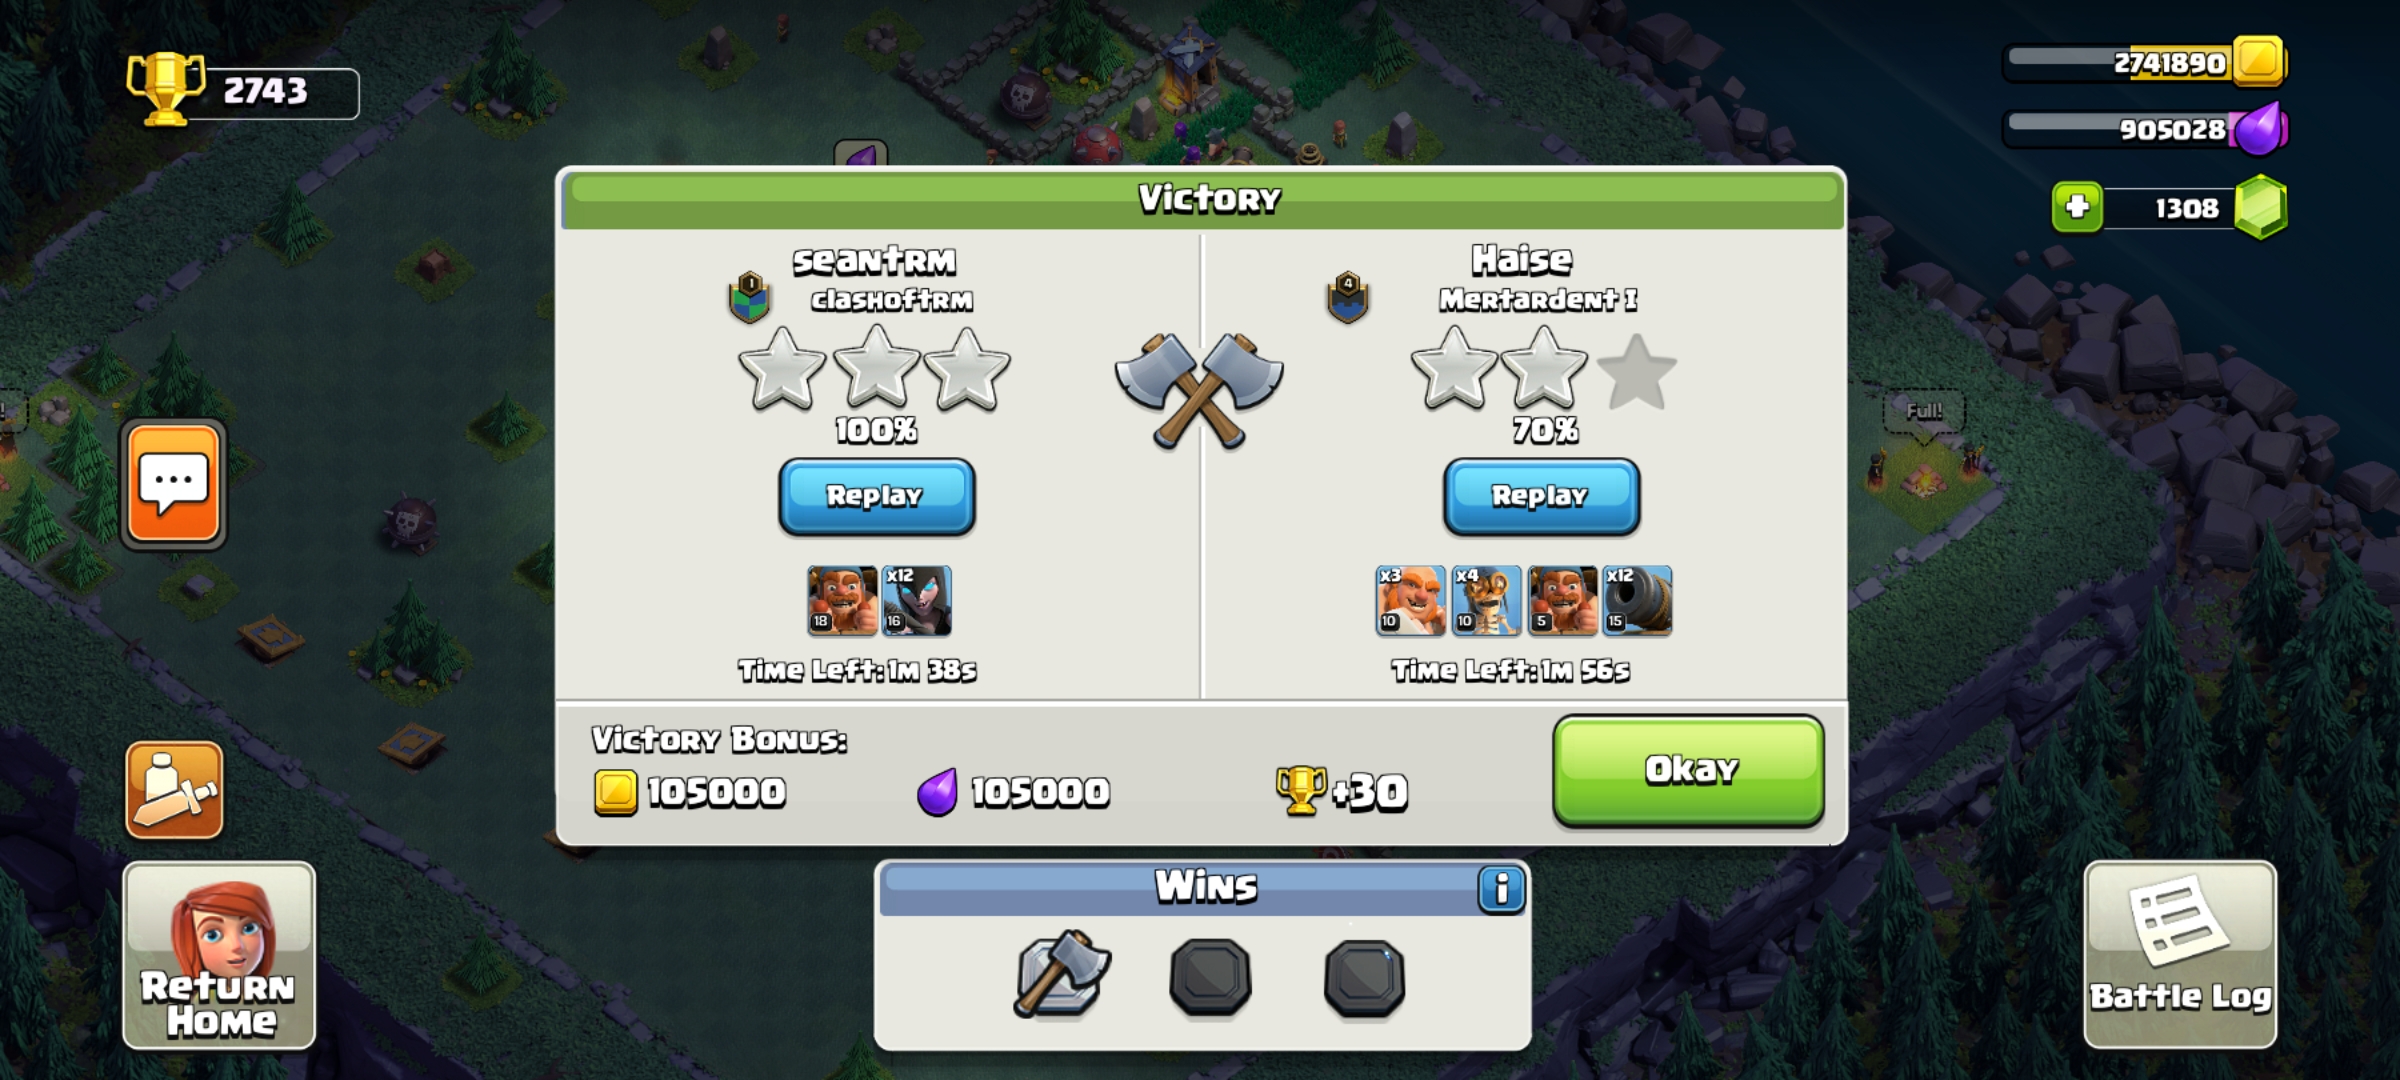 2743
2741890
905028
1308
Victory
seantrm
1
clashoftrm
100%
Replay
18
x12
16
Time Left:1m 38s
Haise
4
Mertardent I
70%
Replay
x3
10
x4
10
5
x12
15
Time Left:1m 56s
Full!
!
Victory Bonus:
105000
105000
+30
Okay
Wins
i
Return
Home
Battle Log